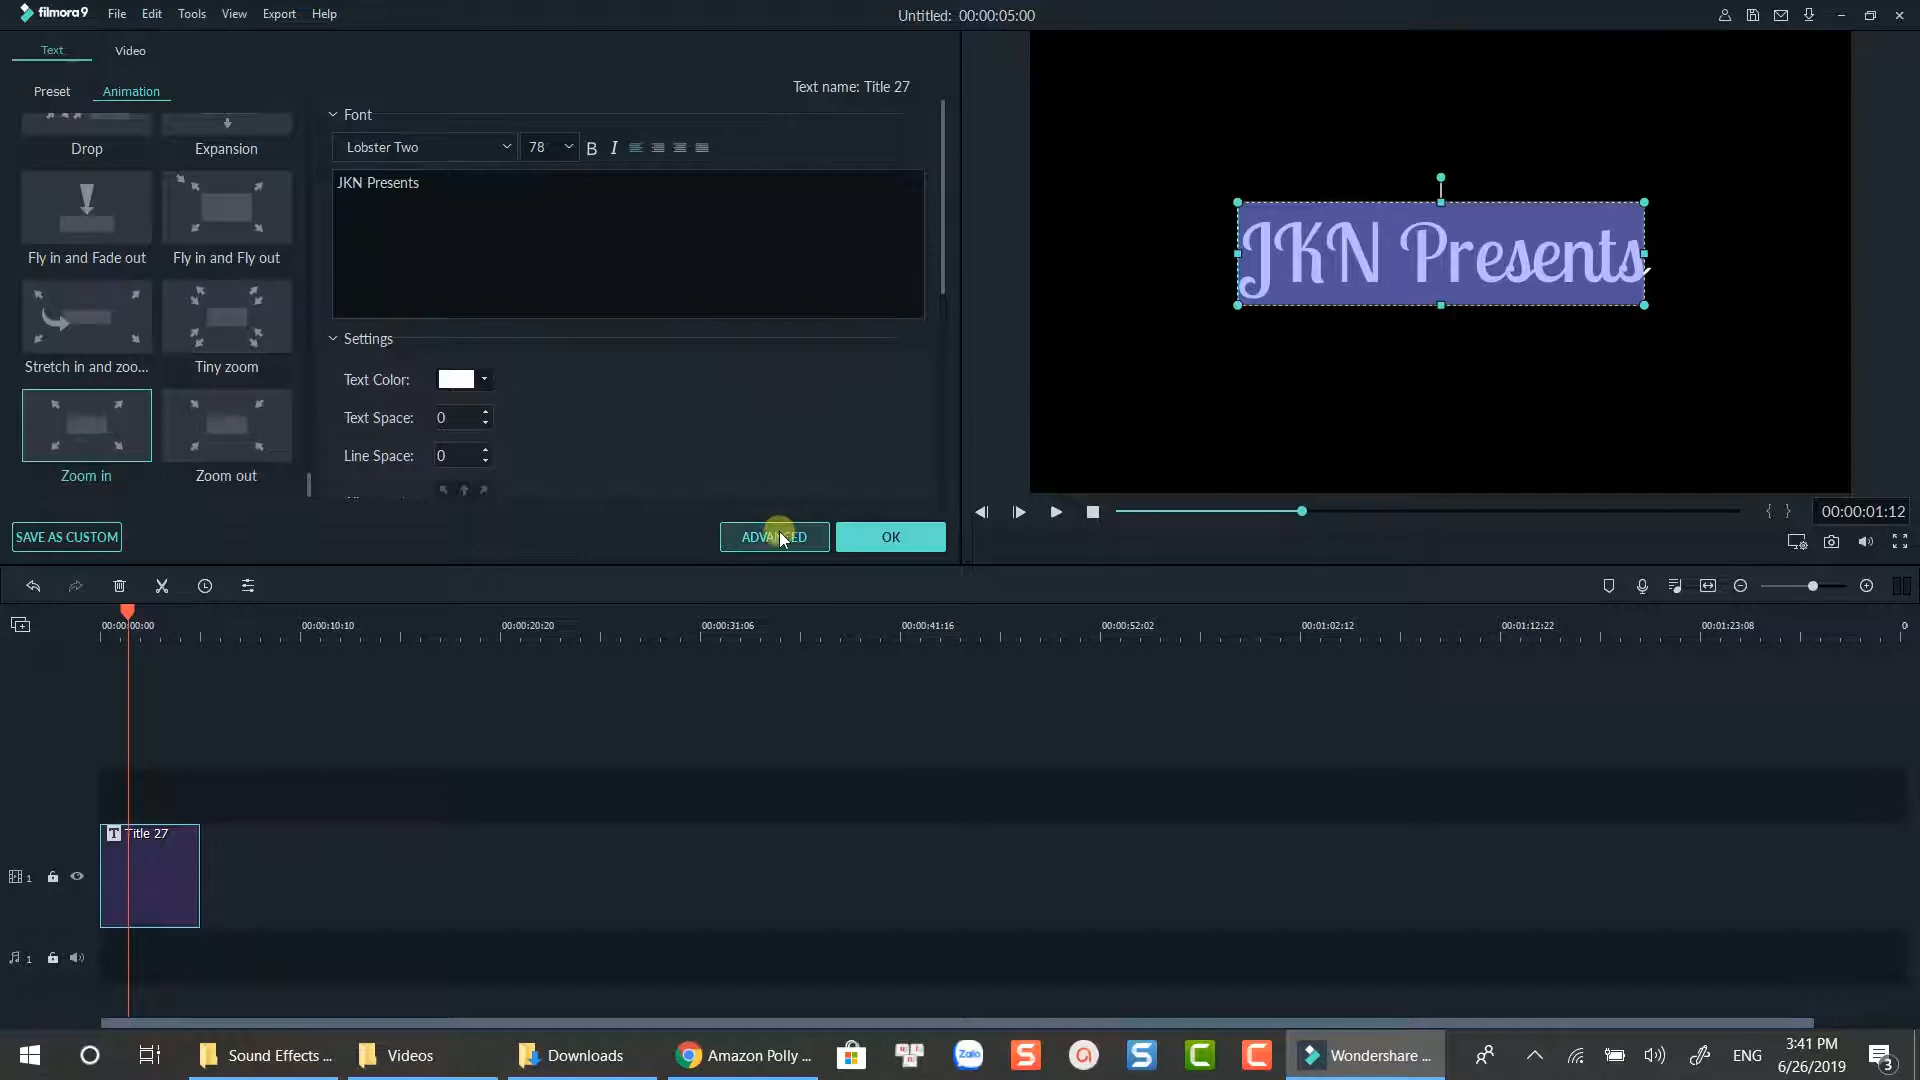 filmora9 File Edit Tools View Export Help Untitled: 00:00:05:00
Text Video
Preset Animation Text name: Title 27
Font
Lobster Two 78 B I
JKN Presents
Drop Expansion
Fly in and Fade out Fly in and Fly out
Stretch in and zoo... Tiny zoom
Zoom in Zoom out
Settings
Text Color:
Text Space: 0
Line Space: 0
JKN Presents
SAVE AS CUSTOM ADVANCED OK
00:00:01:12
00:00:00:00 00:00:10:10 00:00:20:20 00:00:31:06 00:00:41:16 00:00:52:02 00:01:02:12 00:01:12:22 00:01:23:08
T Title 27
1
1
Sound Effects ... Videos Downloads Amazon Polly ... Zalo Wondershare ... ENG 3:41 PM
6/26/2019 3